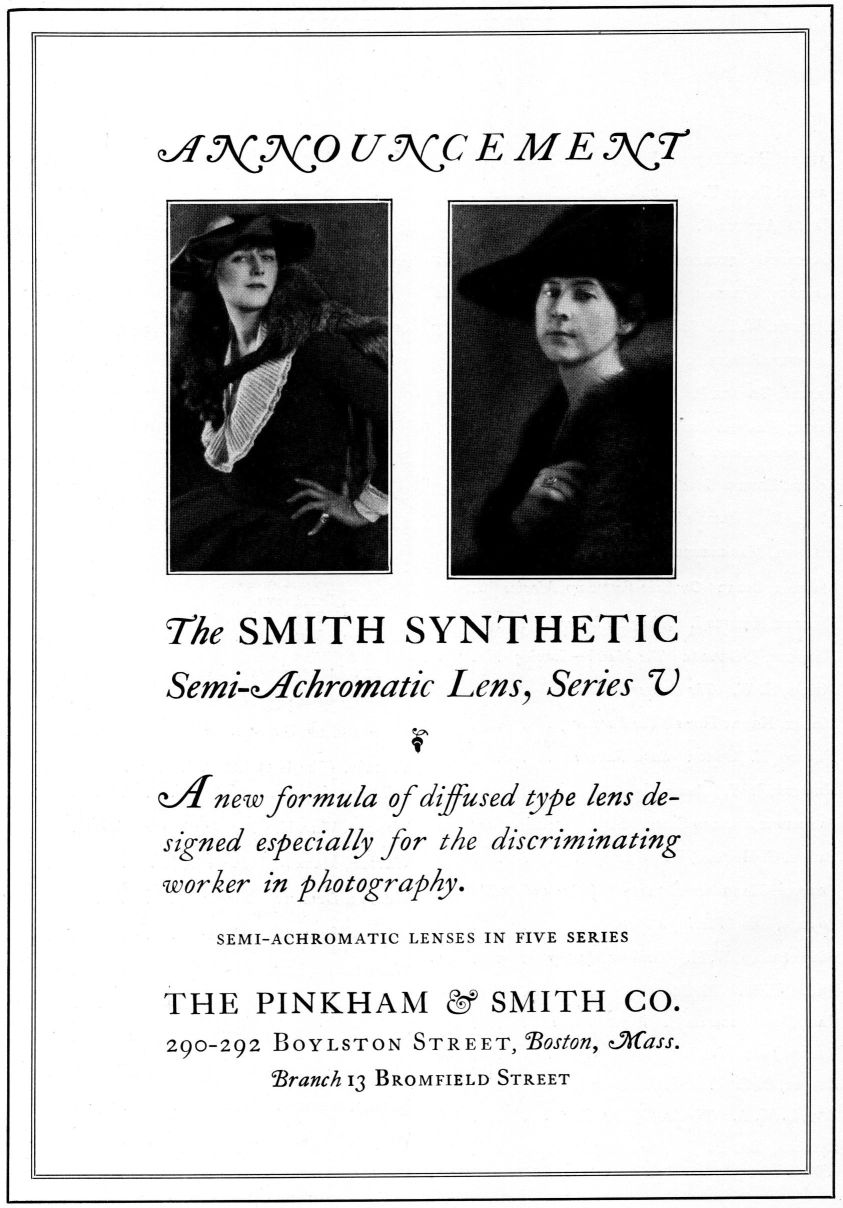 ANNOUNCEMENT
The SMITH SYNTHETIC
Semi-Achromatic Lens, Series V
A new formula of diffused type lens de-
signed especially for the discriminating
worker in photography.
SEMI-ACHROMATIC LENSES IN FIVE SERIES
THE PINKHAM & SMITH CO.
290-292 BOYLSTON STREET, Boston, Mass.
Branch 13 BROMFIELD STREET